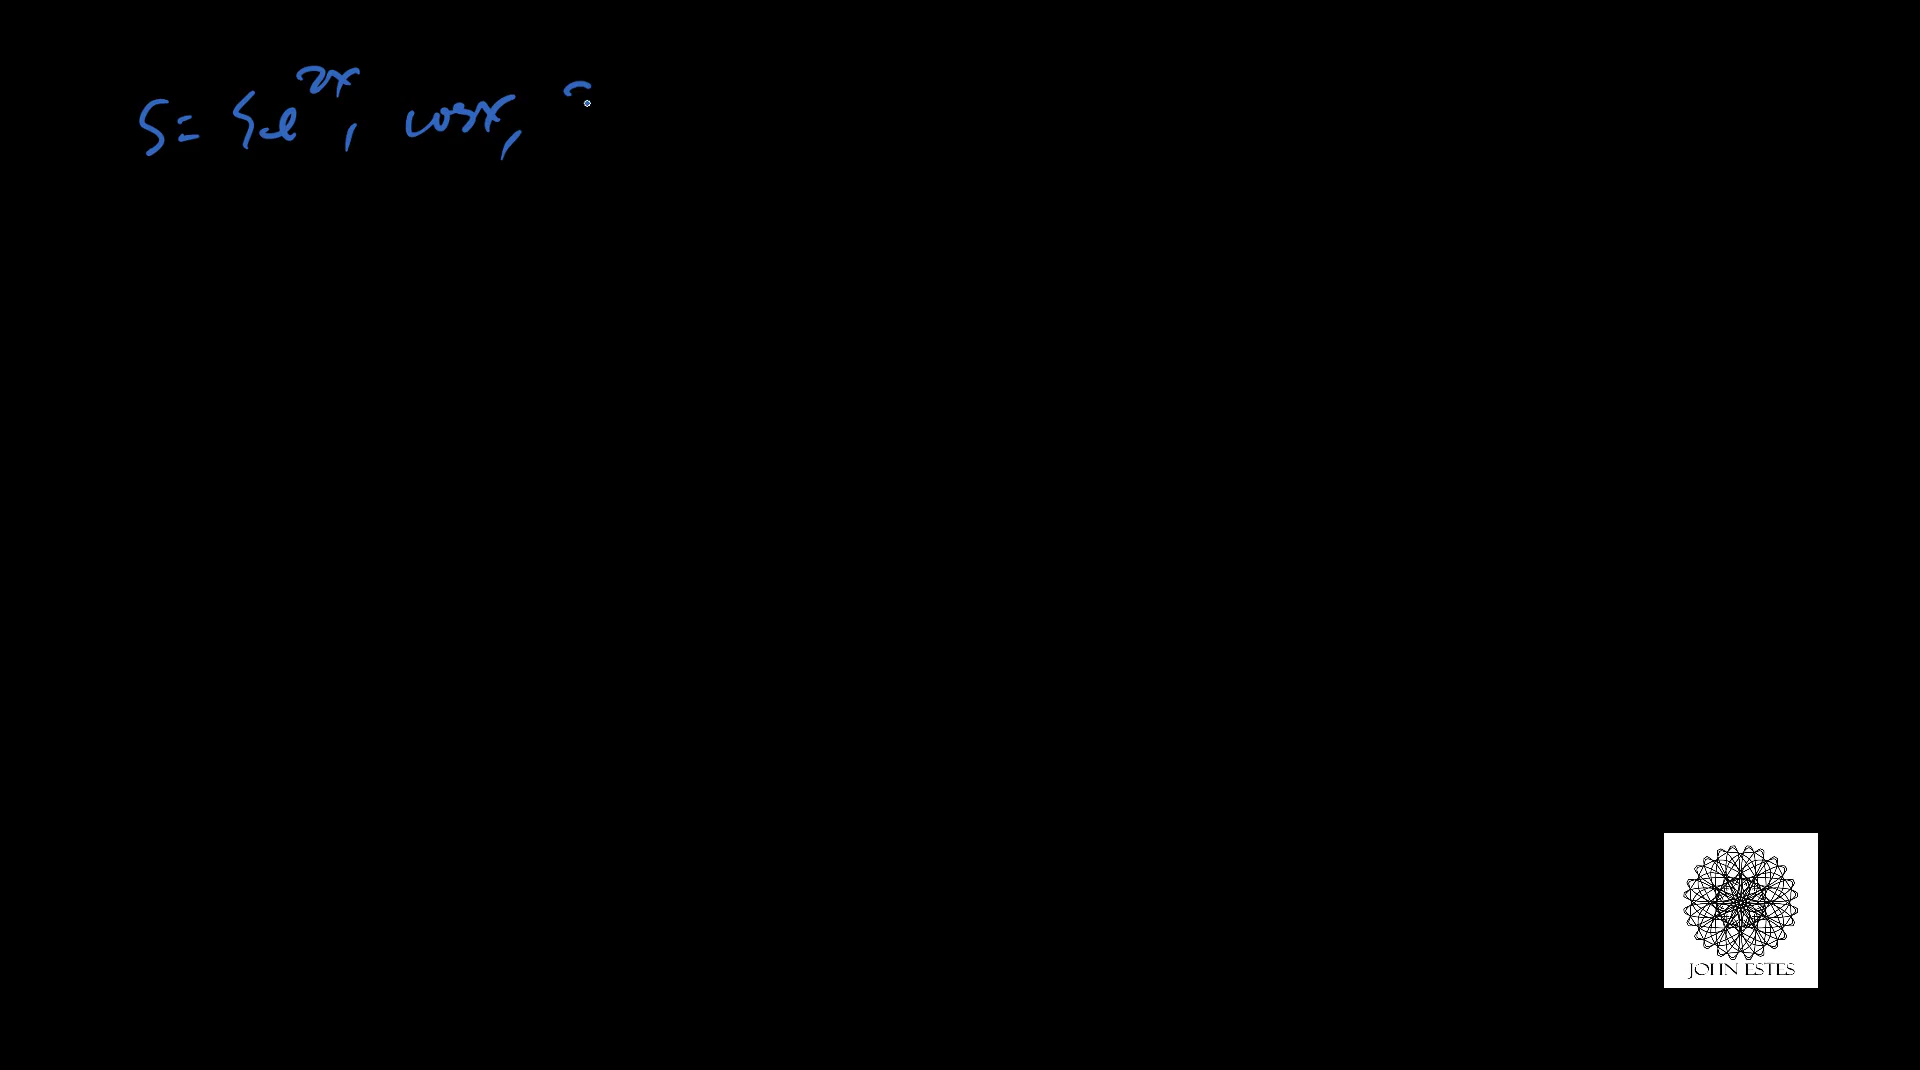 S = {e^{2x}, cos x,
JOHN ESTES